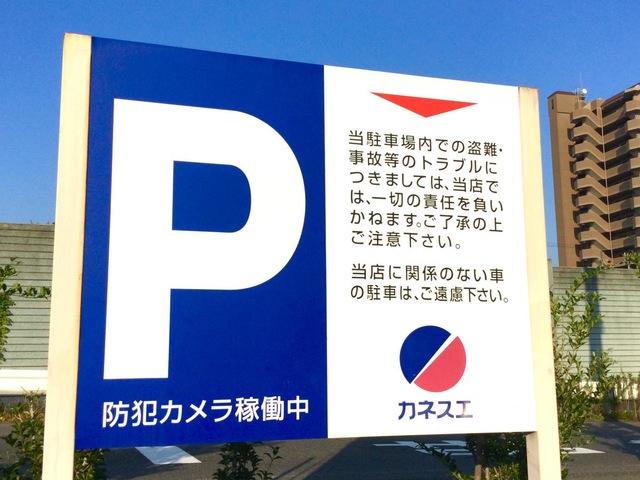 P
防犯カメラ稼働中
当駐車場内での盗難・
事故等のトラブルに
つきましては、当店で
は、一切の責任を負い
かねます。ご了承の上
ご注意下さい。
当店に関係のない車
の駐車は、ご遠慮下さい。
カネスエ